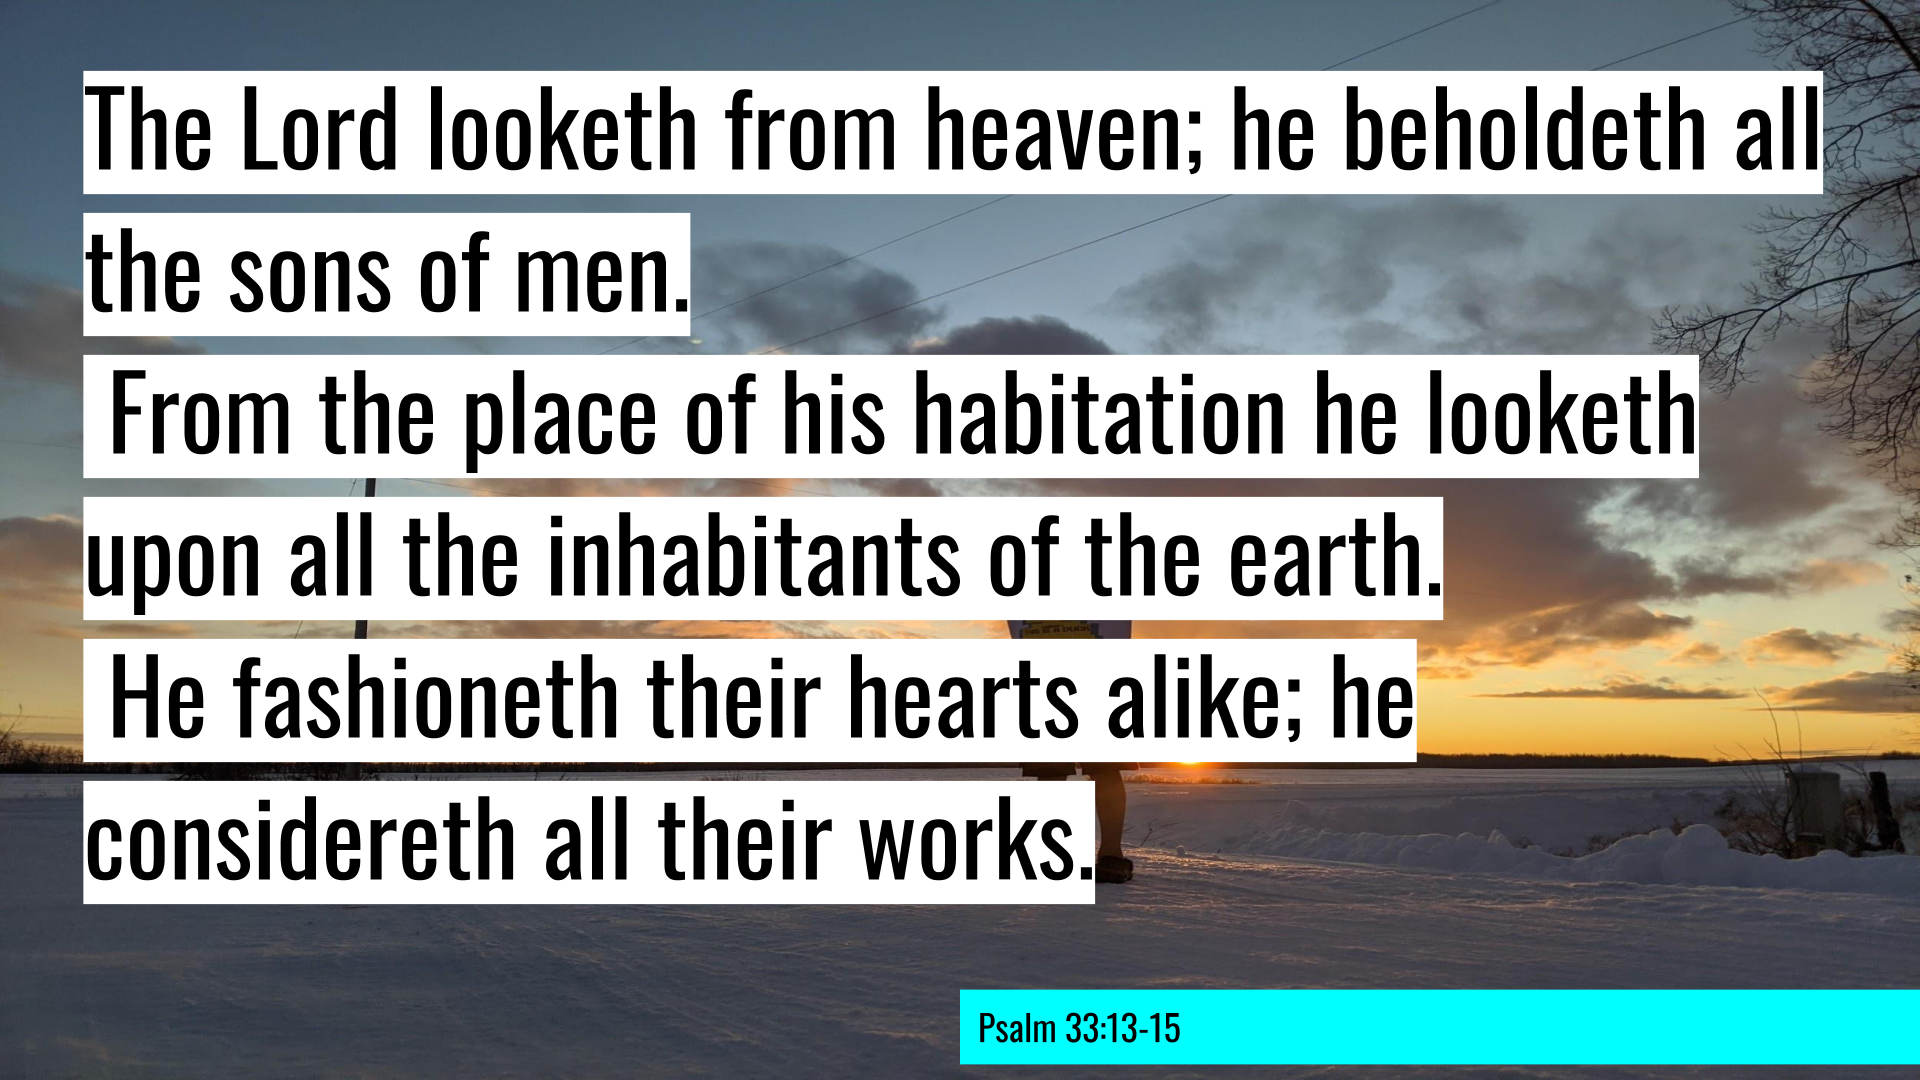 The Lord looketh from heaven; he beholdeth all
the sons of men.
From the place of his habitation he looketh
upon all the inhabitants of the earth.
He fashioneth their hearts alike; he
considereth all their works.
Psalm 33:13-15